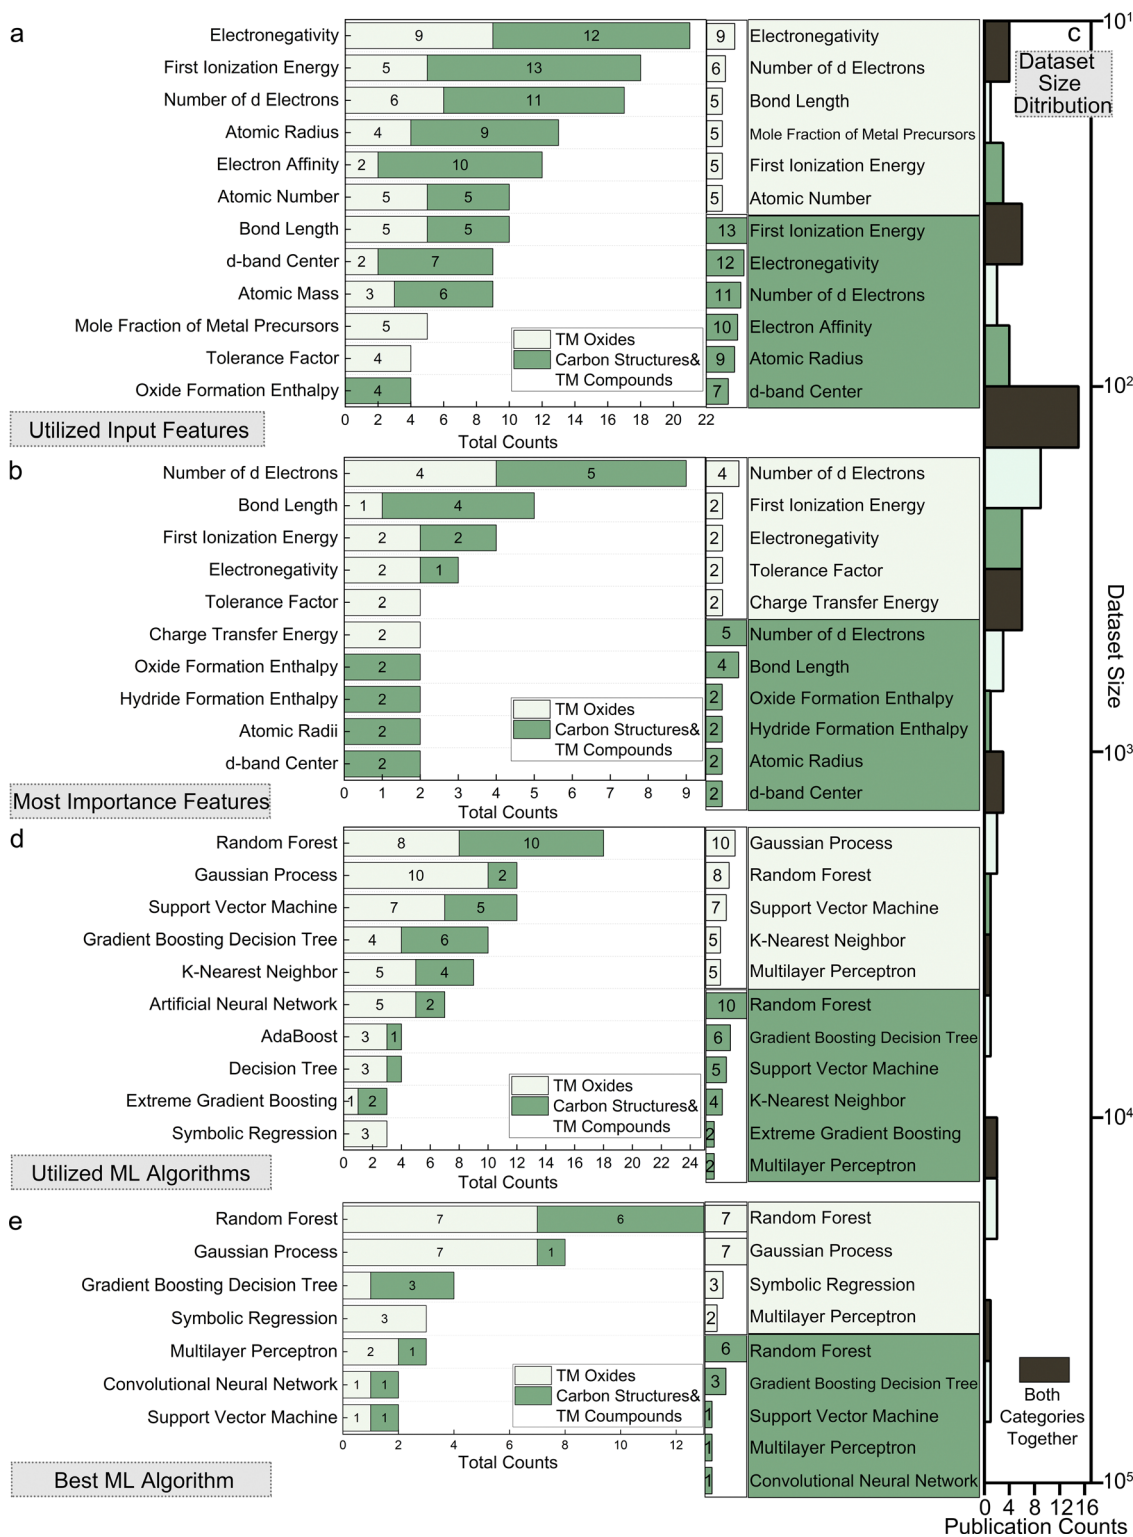 a
Electronegativity 9 12
First Ionization Energy 5 13
Number of d Electrons 6 11
Atomic Radius 4 9
Electron Affinity 2 10
Atomic Number 5 5
Bond Length 5 5
d-band Center 2 7
Atomic Mass 3 6
Mole Fraction of Metal Precursors 5
Tolerance Factor 4
Oxide Formation Enthalpy 4
TM Oxides
Carbon Structures&
TM Compounds
0 2 4 6 8 10 12 14 16 18 20 22
Total Counts
Utilized Input Features
9 Electronegativity
6 Number of d Electrons
5 Bond Length
5 Mole Fraction of Metal Precursors
5 First Ionization Energy
5 Atomic Number
13 First Ionization Energy
12 Electronegativity
11 Number of d Electrons
10 Electron Affinity
9 Atomic Radius
7 d-band Center
b
Number of d Electrons 4 5
Bond Length 1 4
First Ionization Energy 2 2
Electronegativity 2 1
Tolerance Factor 2
Charge Transfer Energy 2
Oxide Formation Enthalpy 2
Hydride Formation Enthalpy 2
Atomic Radii 2
d-band Center 2
TM Oxides
Carbon Structures&
TM Compounds
0 1 2 3 4 5 6 7 8 9
Total Counts
Most Importance Features
4 Number of d Electrons
2 First Ionization Energy
2 Electronegativity
2 Tolerance Factor
2 Charge Transfer Energy
5 Number of d Electrons
4 Bond Length
2 Oxide Formation Enthalpy
2 Hydride Formation Enthalpy
2 Atomic Radius
2 d-band Center
c
Dataset
Size
Ditribution
10¹
10²
10³
10⁴
10⁵
Dataset Size
Both
Categories
Together
0 4 8 12 16
Publication Counts
d
Random Forest 8 10
Gaussian Process 10 2
Support Vector Machine 7 5
Gradient Boosting Decision Tree 4 6
K-Nearest Neighbor 5 4
Artificial Neural Network 5 2
AdaBoost 3 1
Decision Tree 3
Extreme Gradient Boosting 1 2
Symbolic Regression 3
TM Oxides
Carbon Structures&
TM Compounds
0 2 4 6 8 10 12 14 16 18 20 22 24
Total Counts
Utilized ML Algorithms
10 Gaussian Process
8 Random Forest
7 Support Vector Machine
5 K-Nearest Neighbor
5 Multilayer Perceptron
10 Random Forest
6 Gradient Boosting Decision Tree
5 Support Vector Machine
4 K-Nearest Neighbor
2 Extreme Gradient Boosting
2 Multilayer Perceptron
e
Random Forest 7 6
Gaussian Process 7 1
Gradient Boosting Decision Tree 3
Symbolic Regression 3
Multilayer Perceptron 2 1
Convolutional Neural Network 1 1
Support Vector Machine 1 1
TM Oxides
Carbon Structures&
TM Coumpounds
0 2 4 6 8 10 12
Total Counts
Best ML Algorithm
7 Random Forest
7 Gaussian Process
3 Symbolic Regression
2 Multilayer Perceptron
6 Random Forest
3 Gradient Boosting Decision Tree
1 Support Vector Machine
1 Multilayer Perceptron
1 Convolutional Neural Network